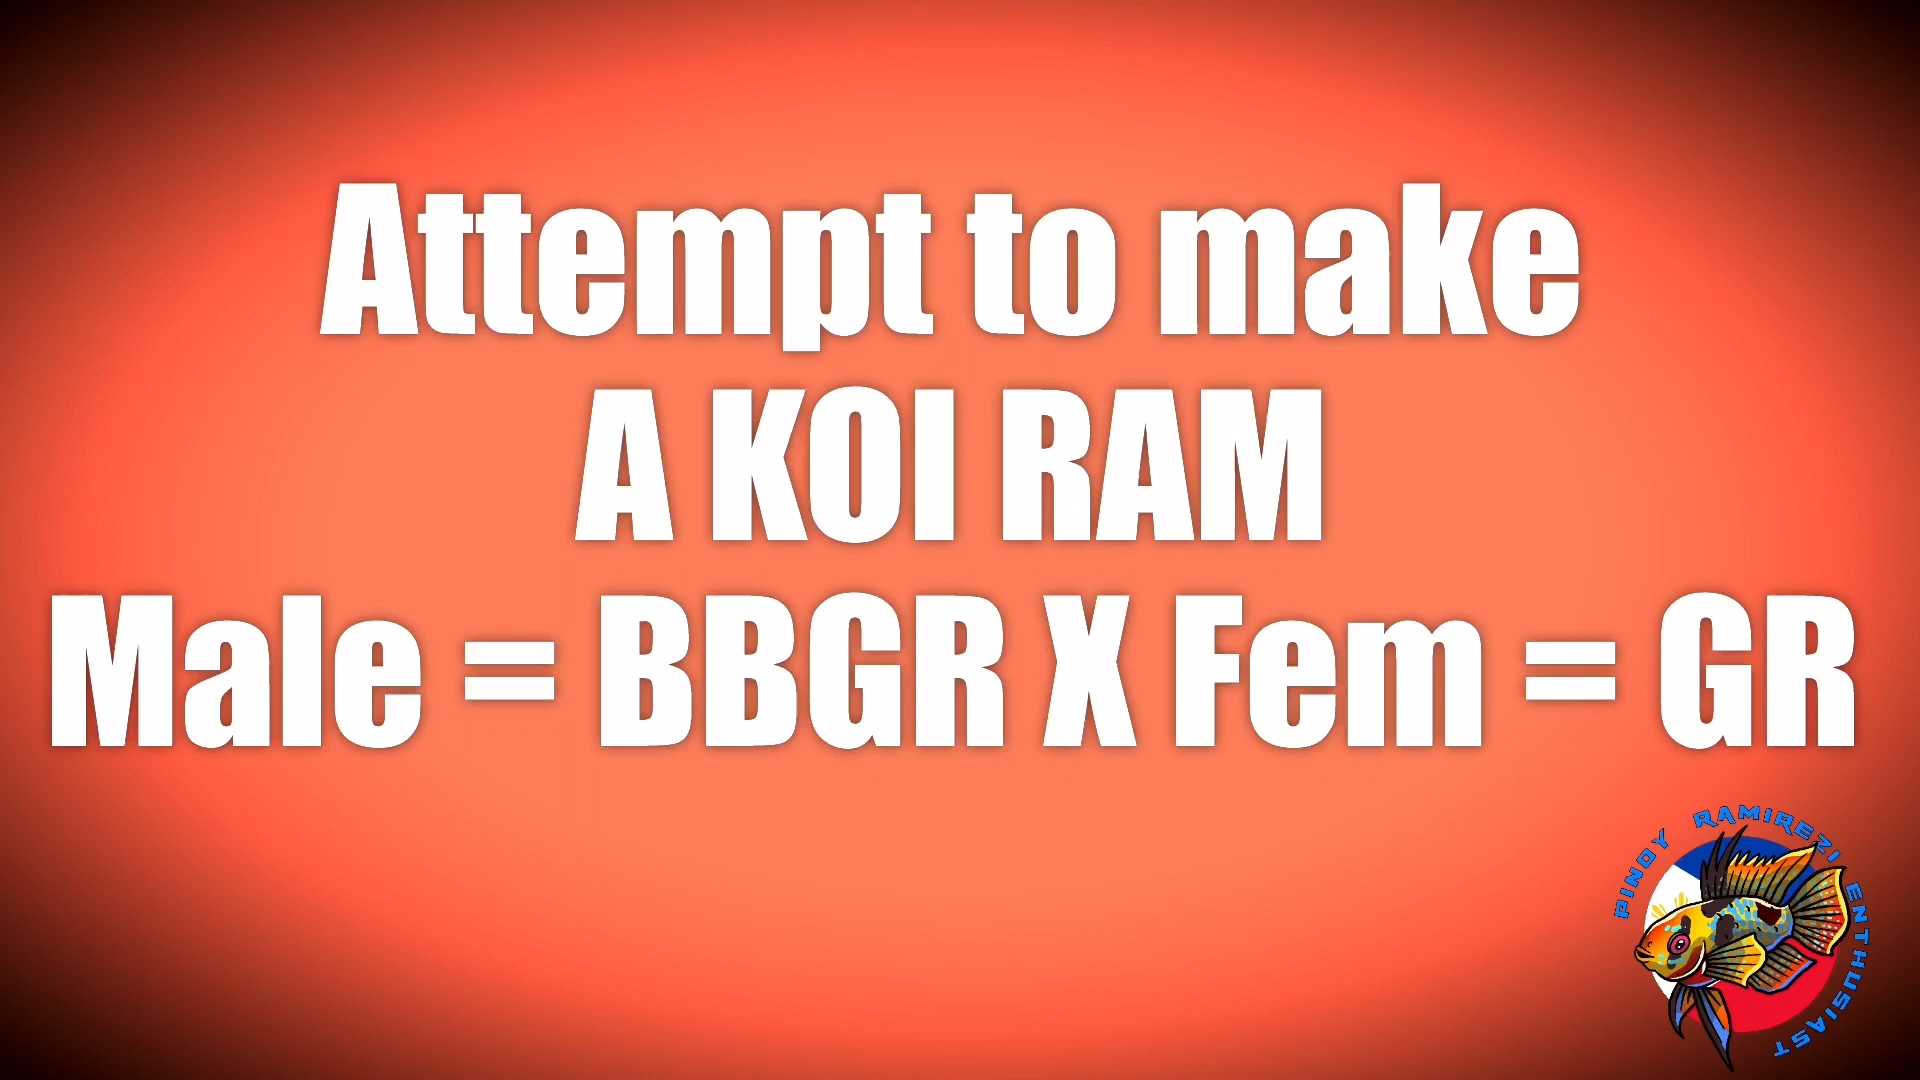 Attempt to make
A KOI RAM
Male = BBGR X Fem = GR
PINOY RAMIREZI ENTHUSIAST